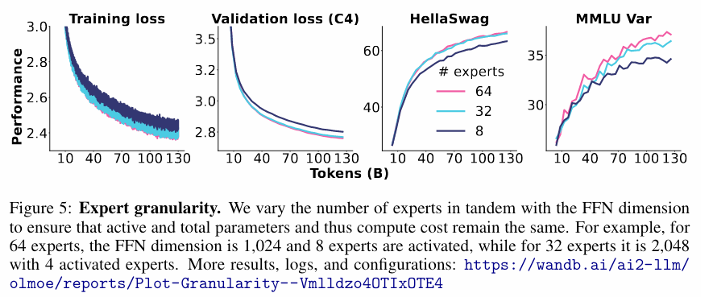 Training loss
Validation loss (C4)
HellaSwag
MMLU Var
Performance
3.0
2.8
2.6
2.4
10 40 70 100 130
3.5
3.0
2.8
10 40 70 100 130
60
40
# experts
64
32
8
10 40 70 100 130
35
30
10 40 70 100 130
Tokens (B)
Figure 5: Expert granularity. We vary the number of experts in tandem with the FFN dimension
to ensure that active and total parameters and thus compute cost remain the same. For example, for
64 experts, the FFN dimension is 1,024 and 8 experts are activated, while for 32 experts it is 2,048
with 4 activated experts. More results, logs, and configurations: https://wandb.ai/ai2-llm/
olmoe/reports/Plot-Granularity--Vmlldzo4OTIxOTE4